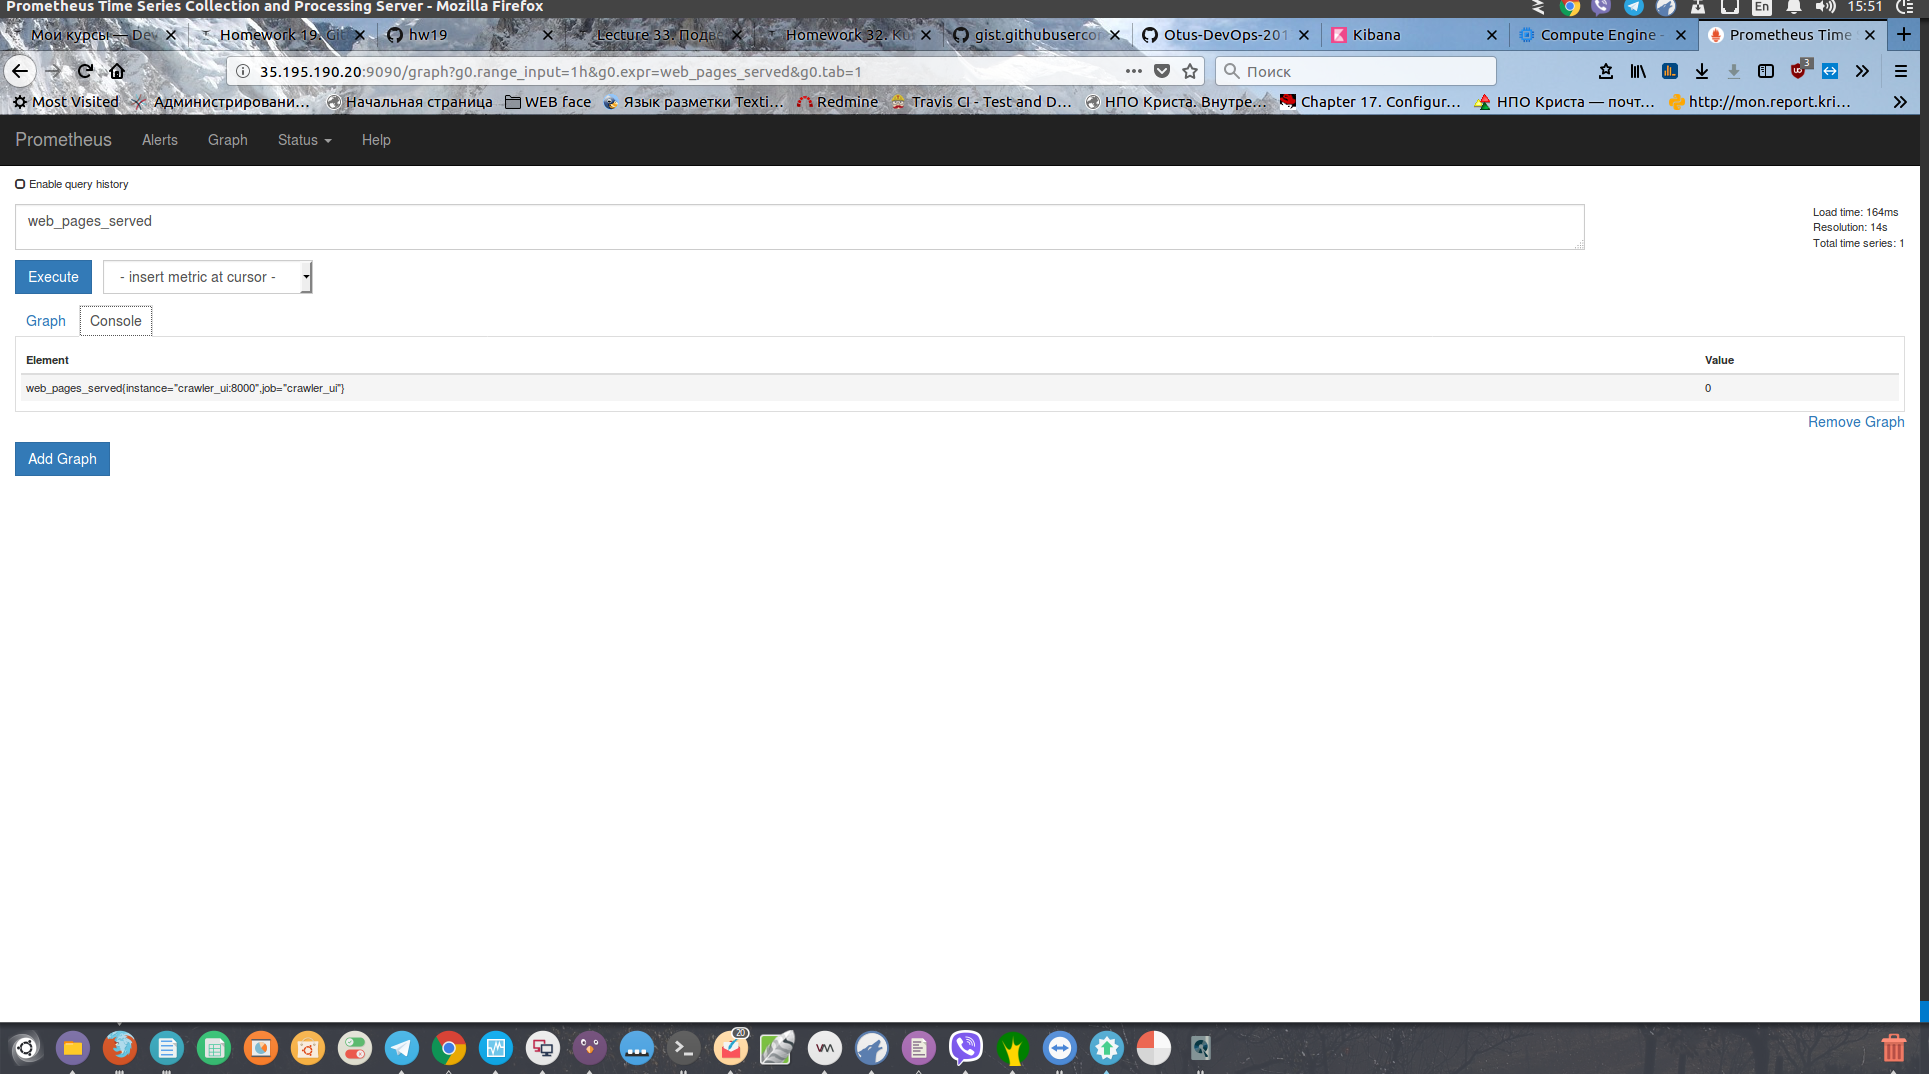 Prometheus Time Series Collection and Processing Server - Mozilla Firefox
En
15:51
Мои курсы — De
Homework 19. Git
hw19
Lecture 33. Подве
Homework 32. Ku
gist.githubusercon
Otus-DevOps-201
Kibana
Compute Engine -
Prometheus Time
35.195.190.20:9090/graph?g0.range_input=1h&g0.expr=web_pages_served&g0.tab=1
Поиск
3
Most Visited
Администрировани...
Начальная страница
WEB face
Язык разметки Texti...
Redmine
Travis CI - Test and D...
НПО Криста. Внутре...
Chapter 17. Configur...
НПО Криста — почт...
http://mon.report.kri...
Prometheus
Alerts
Graph
Status
Help
Enable query history
web_pages_served
Load time: 164ms
Resolution: 14s
Total time series: 1
Execute
- insert metric at cursor -
Graph
Console
Element
Value
web_pages_served{instance="crawler_ui:8000",job="crawler_ui"}
0
Remove Graph
Add Graph
20